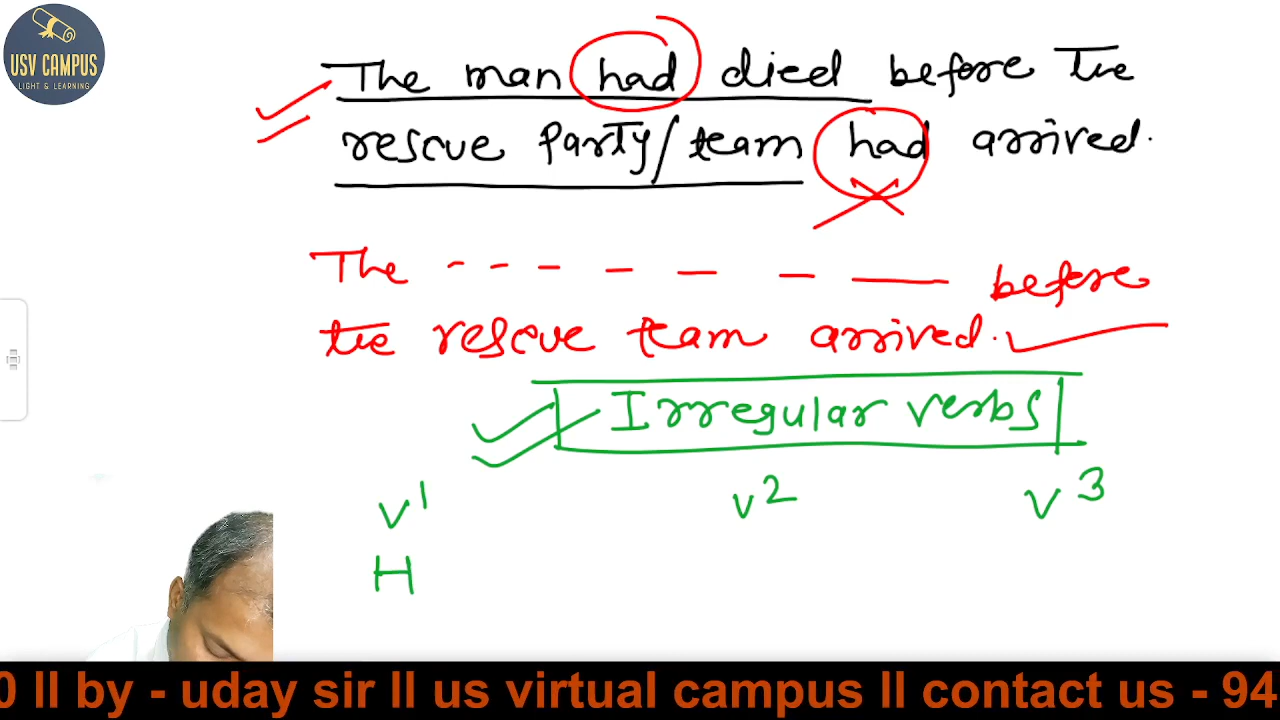 USV CAMPUS
LIGHT & LEARNING
The man had died before the
rescue Party/team had arrived.
The - - - - - - - before
the rescue team arrived.
Irregular verbs
V1 V2 V3
H
0 ll by - uday sir ll us virtual campus ll contact us - 94